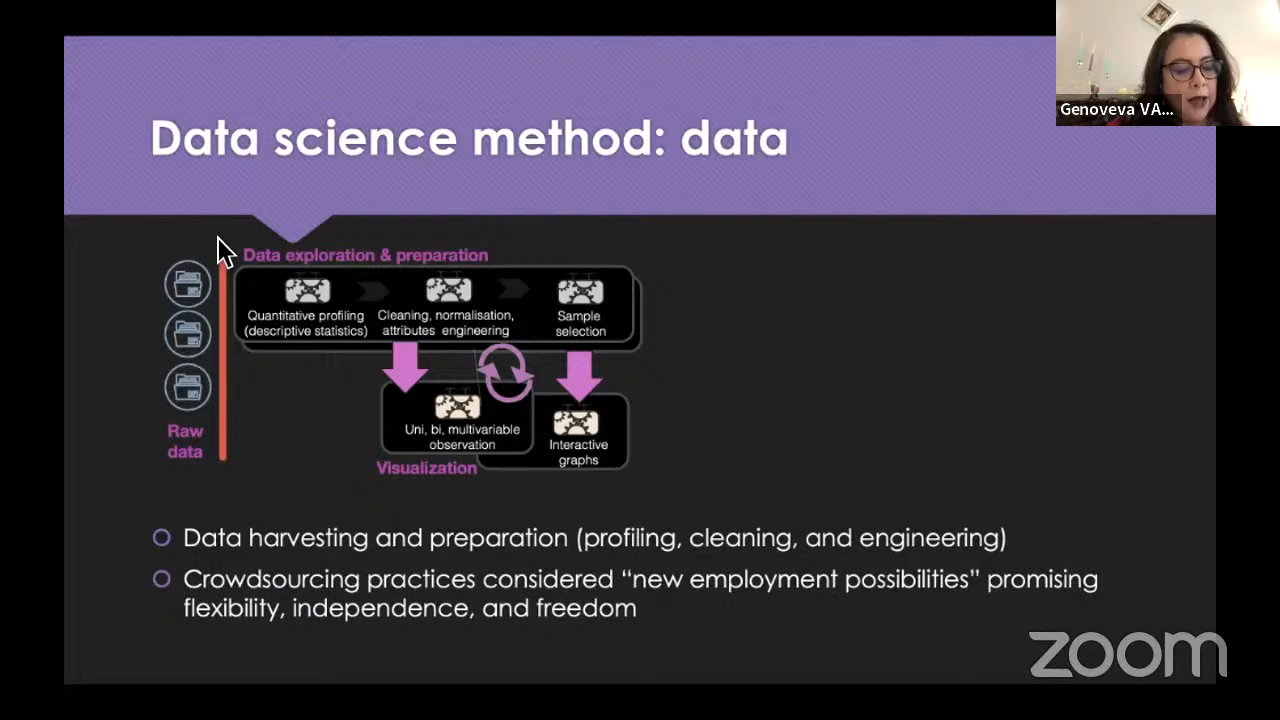 Genoveva VA...
Data science method: data
Data exploration & preparation
Quantitative profiling
(descriptive statistics)
Cleaning, normalisation,
attributes engineering
Sample
selection
Raw
data
Uni, bi, multivariable
observation
Interactive
graphs
Visualization
Data harvesting and preparation (profiling, cleaning, and engineering)
Crowdsourcing practices considered “new employment possibilities” promising
flexibility, independence, and freedom
zoom